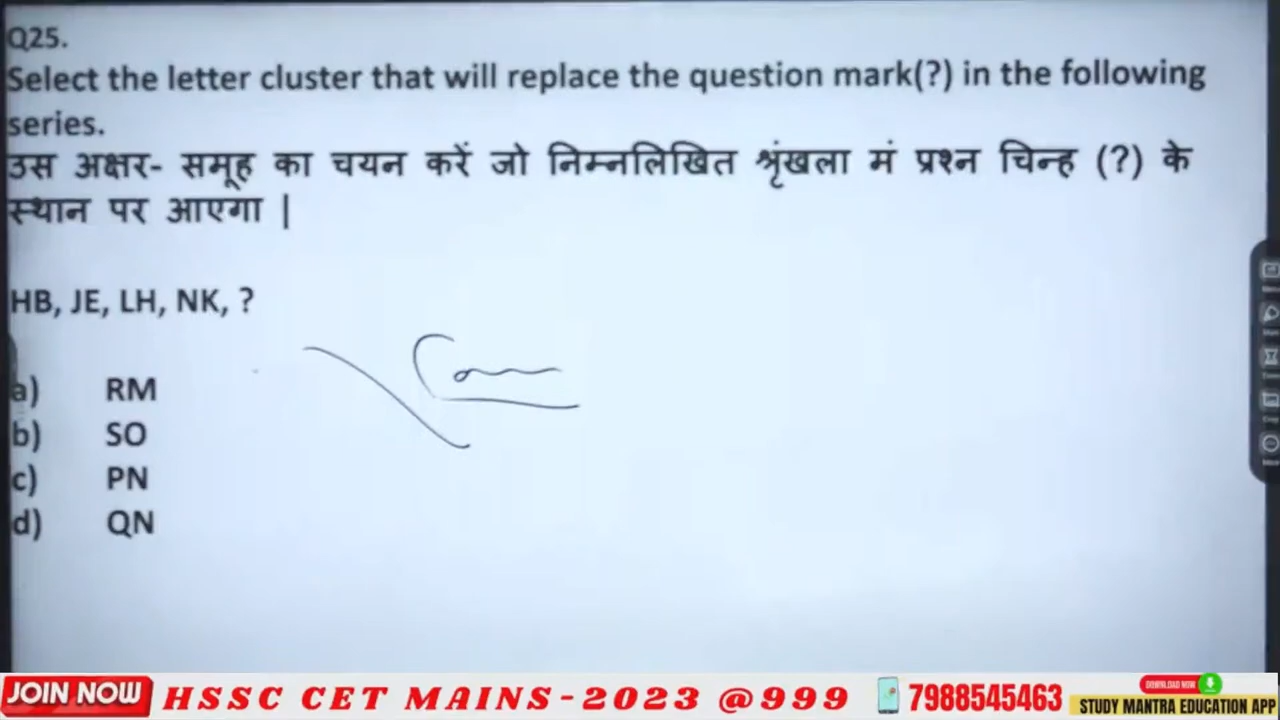 Q25.
Select the letter cluster that will replace the question mark(?) in the following
series.
उस अक्षर- समूह का चयन करें जो निम्नलिखित श्रृंखला मं प्रश्न चिन्ह (?) के
स्थान पर आएगा |
HB, JE, LH, NK, ?
a) RM
b) SO
c) PN
d) QN
JOIN NOW HSSC CET MAINS-2023 @999 7988545463 DOWNLOAD NOW
STUDY MANTRA EDUCATION APP